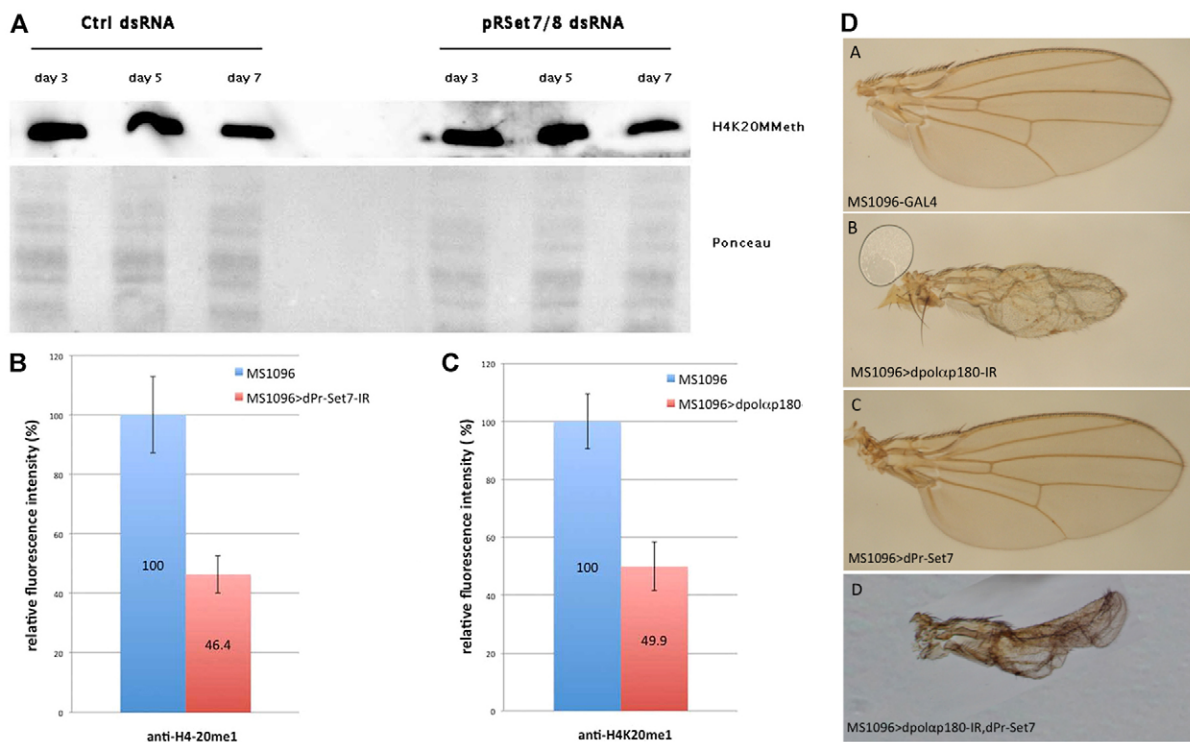 A
Ctrl dsRNA
pRSet7/8 dsRNA
day 3
day 5
day 7
day 3
day 5
day 7
H4K20MMeth
Ponceau
B
relative fluorescence intensity (%)
120
100
80
60
40
20
0
MS1096
MS1096>dPr-Set7-IR
100
46.4
anti-H4-20me1
C
relative fluorescence intensity ( %)
120
100
80
60
40
20
0
MS1096
MS1096>dpolαp180-
100
49.9
anti-H4K20me1
D
A
MS1096-GAL4
B
MS1096>dpolαp180-IR
C
MS1096>dPr-Set7
D
MS1096>dpolαp180-IR,dPr-Set7